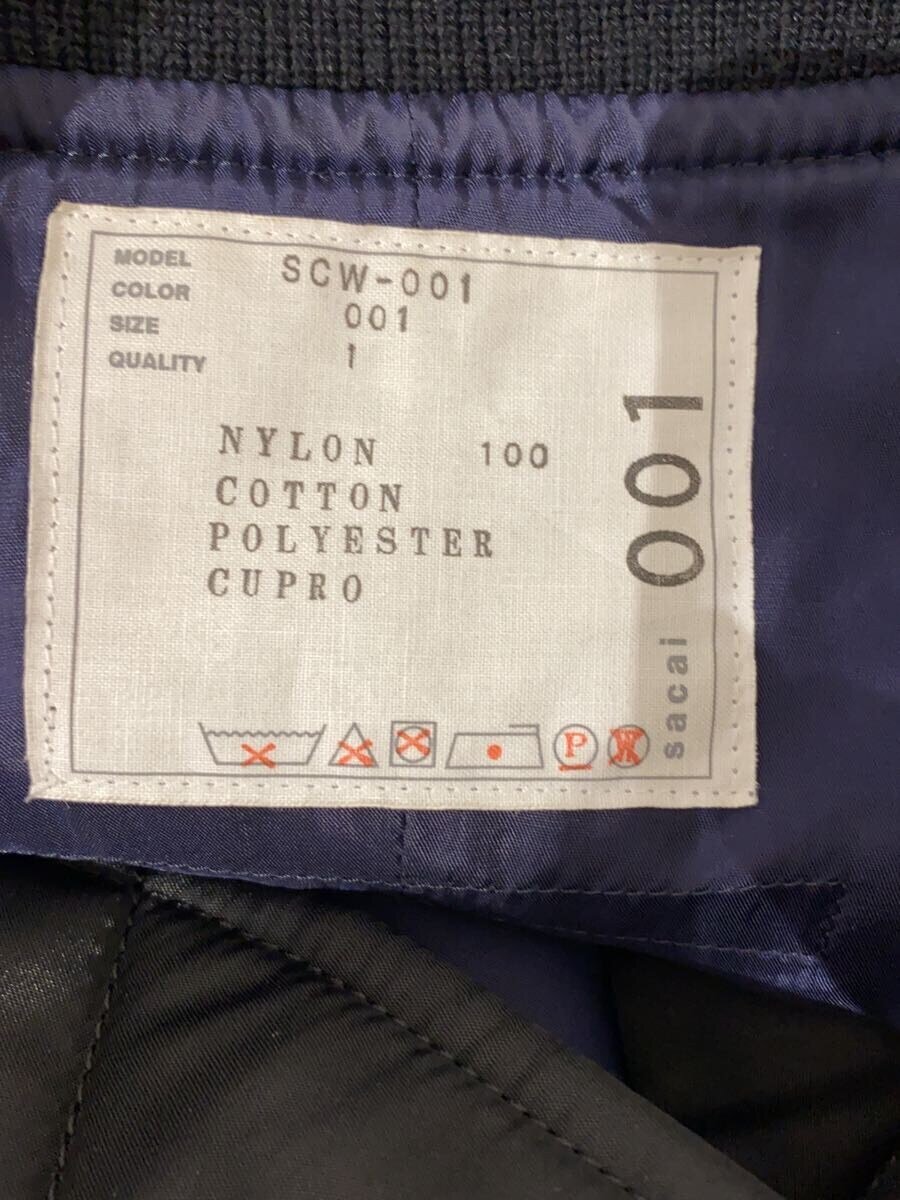 MODEL SCW-001
COLOR 001
SIZE 1
QUALITY
NYLON 100
COTTON
POLYESTER
CUPRO
P
W
sacai 001